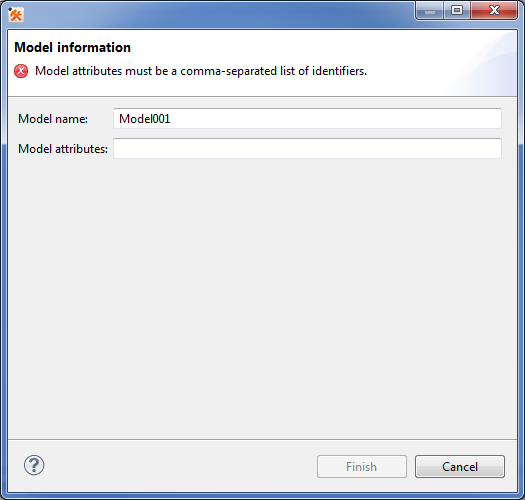 Model information
Model attributes must be a comma-separated list of identifiers.
Model name: Model001
Model attributes:
Finish Cancel